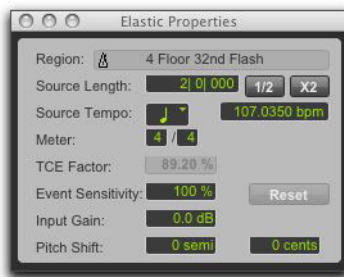 Elastic Properties
Region: 4 Floor 32nd Flash
Source Length: 2| 0| 000 1/2 X2
Source Tempo: 107.0350 bpm
Meter: 4 / 4
TCE Factor: 89.20 %
Event Sensitivity: 100 % Reset
Input Gain: 0.0 dB
Pitch Shift: 0 semi 0 cents